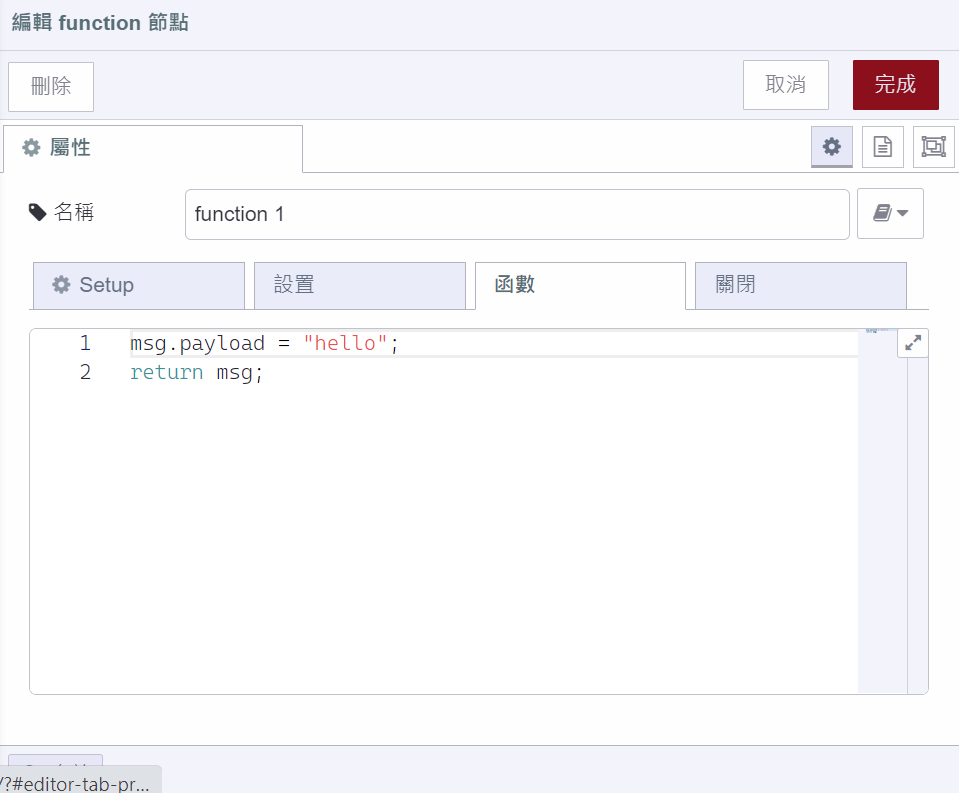 編輯 function 節點
刪除
取消
完成
屬性
名稱
function 1
Setup
設置
函數
關閉
1 msg.payload = "hello";
2 return msg;
/?#editor-tab-pr...